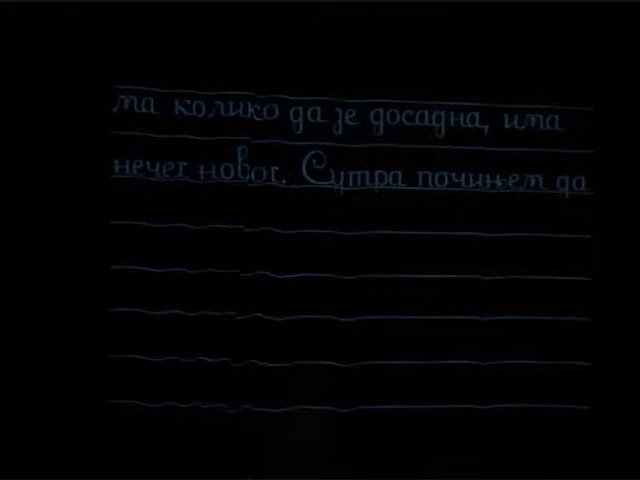 ма колико да је досадна, има
нечег новог. Сутра почињем да